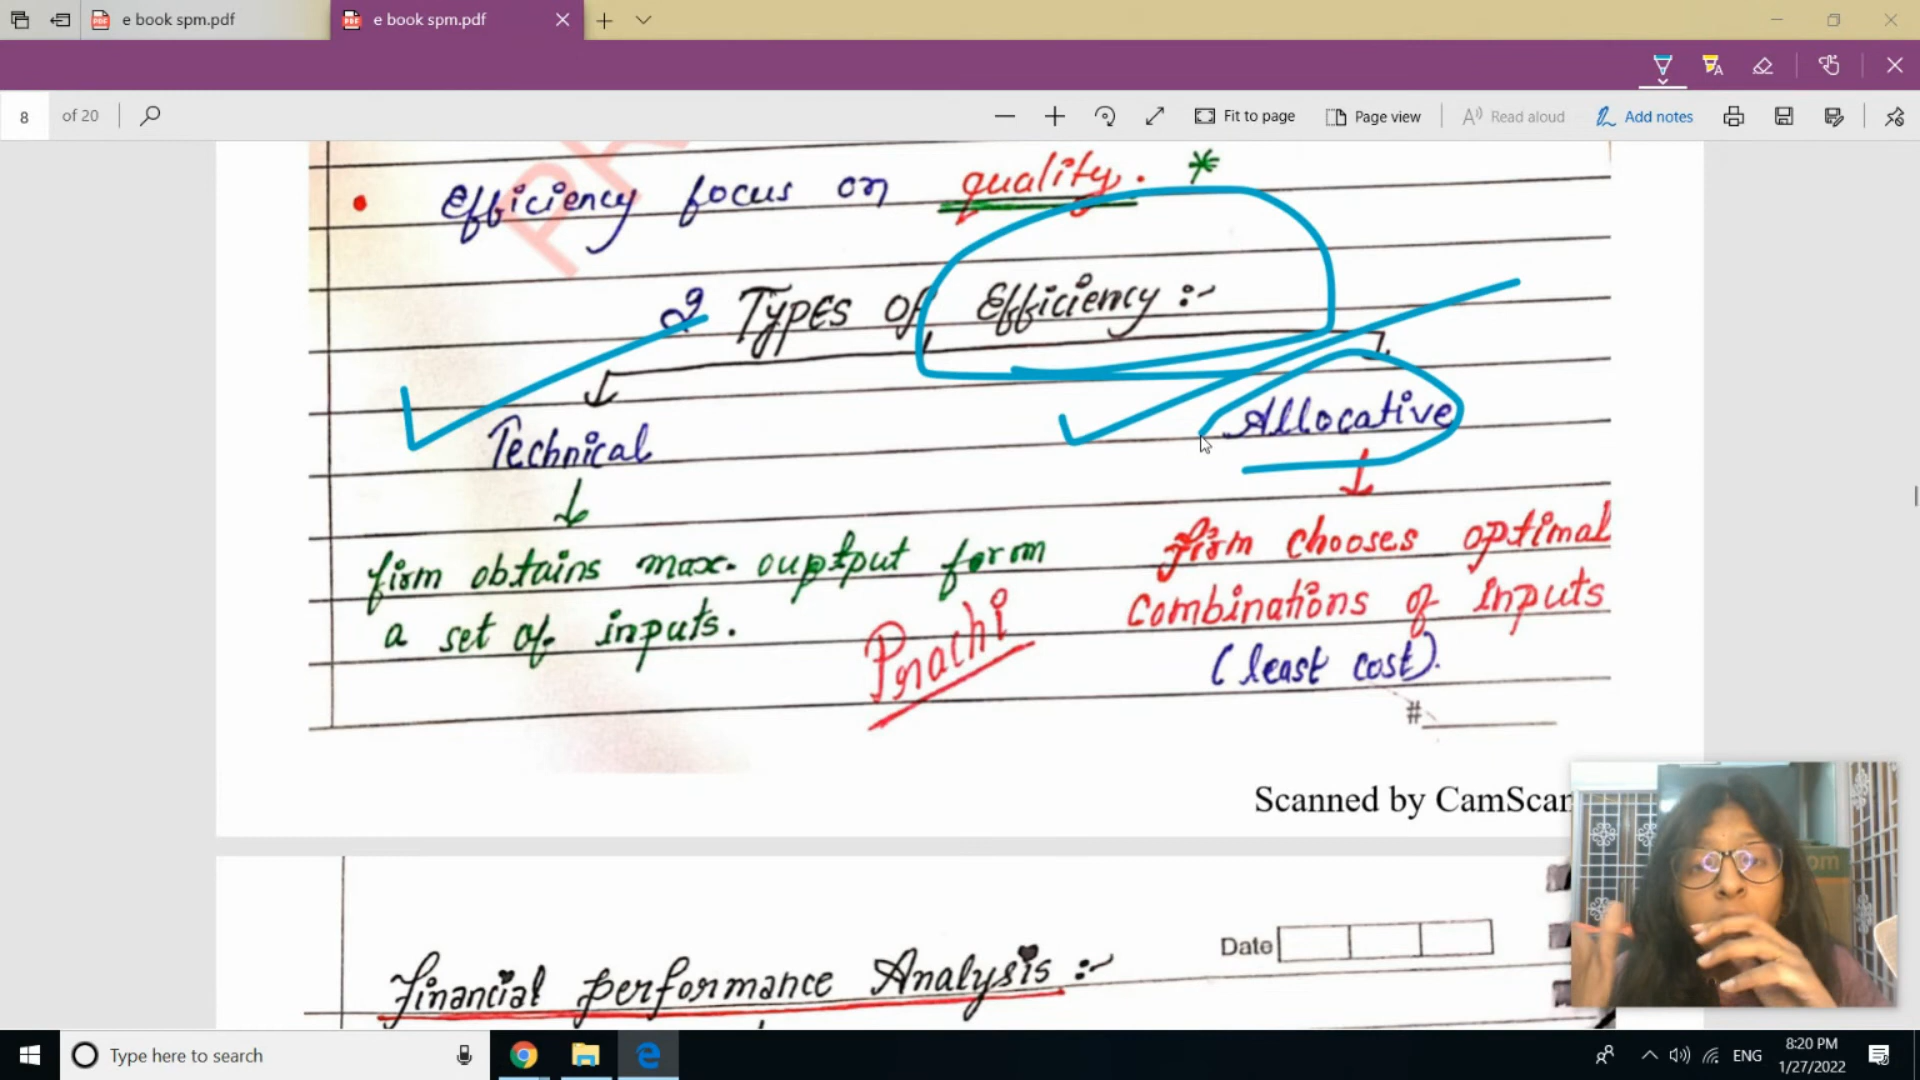 e book spm.pdf
e book spm.pdf
8 of 20
Fit to page
Page view
Read aloud
Add notes
• Efficiency focus on quality. *
2 Types of Efficiency :-
Technical
Allocative
firm obtains max. ouptput form
a set of inputs.
firm chooses optimal
combinations of inputs
(least cost).
Prachi
#
Scanned by CamScan
Date
Financial performance Analysis :-
Type here to search
ENG
8:20 PM
1/27/2022